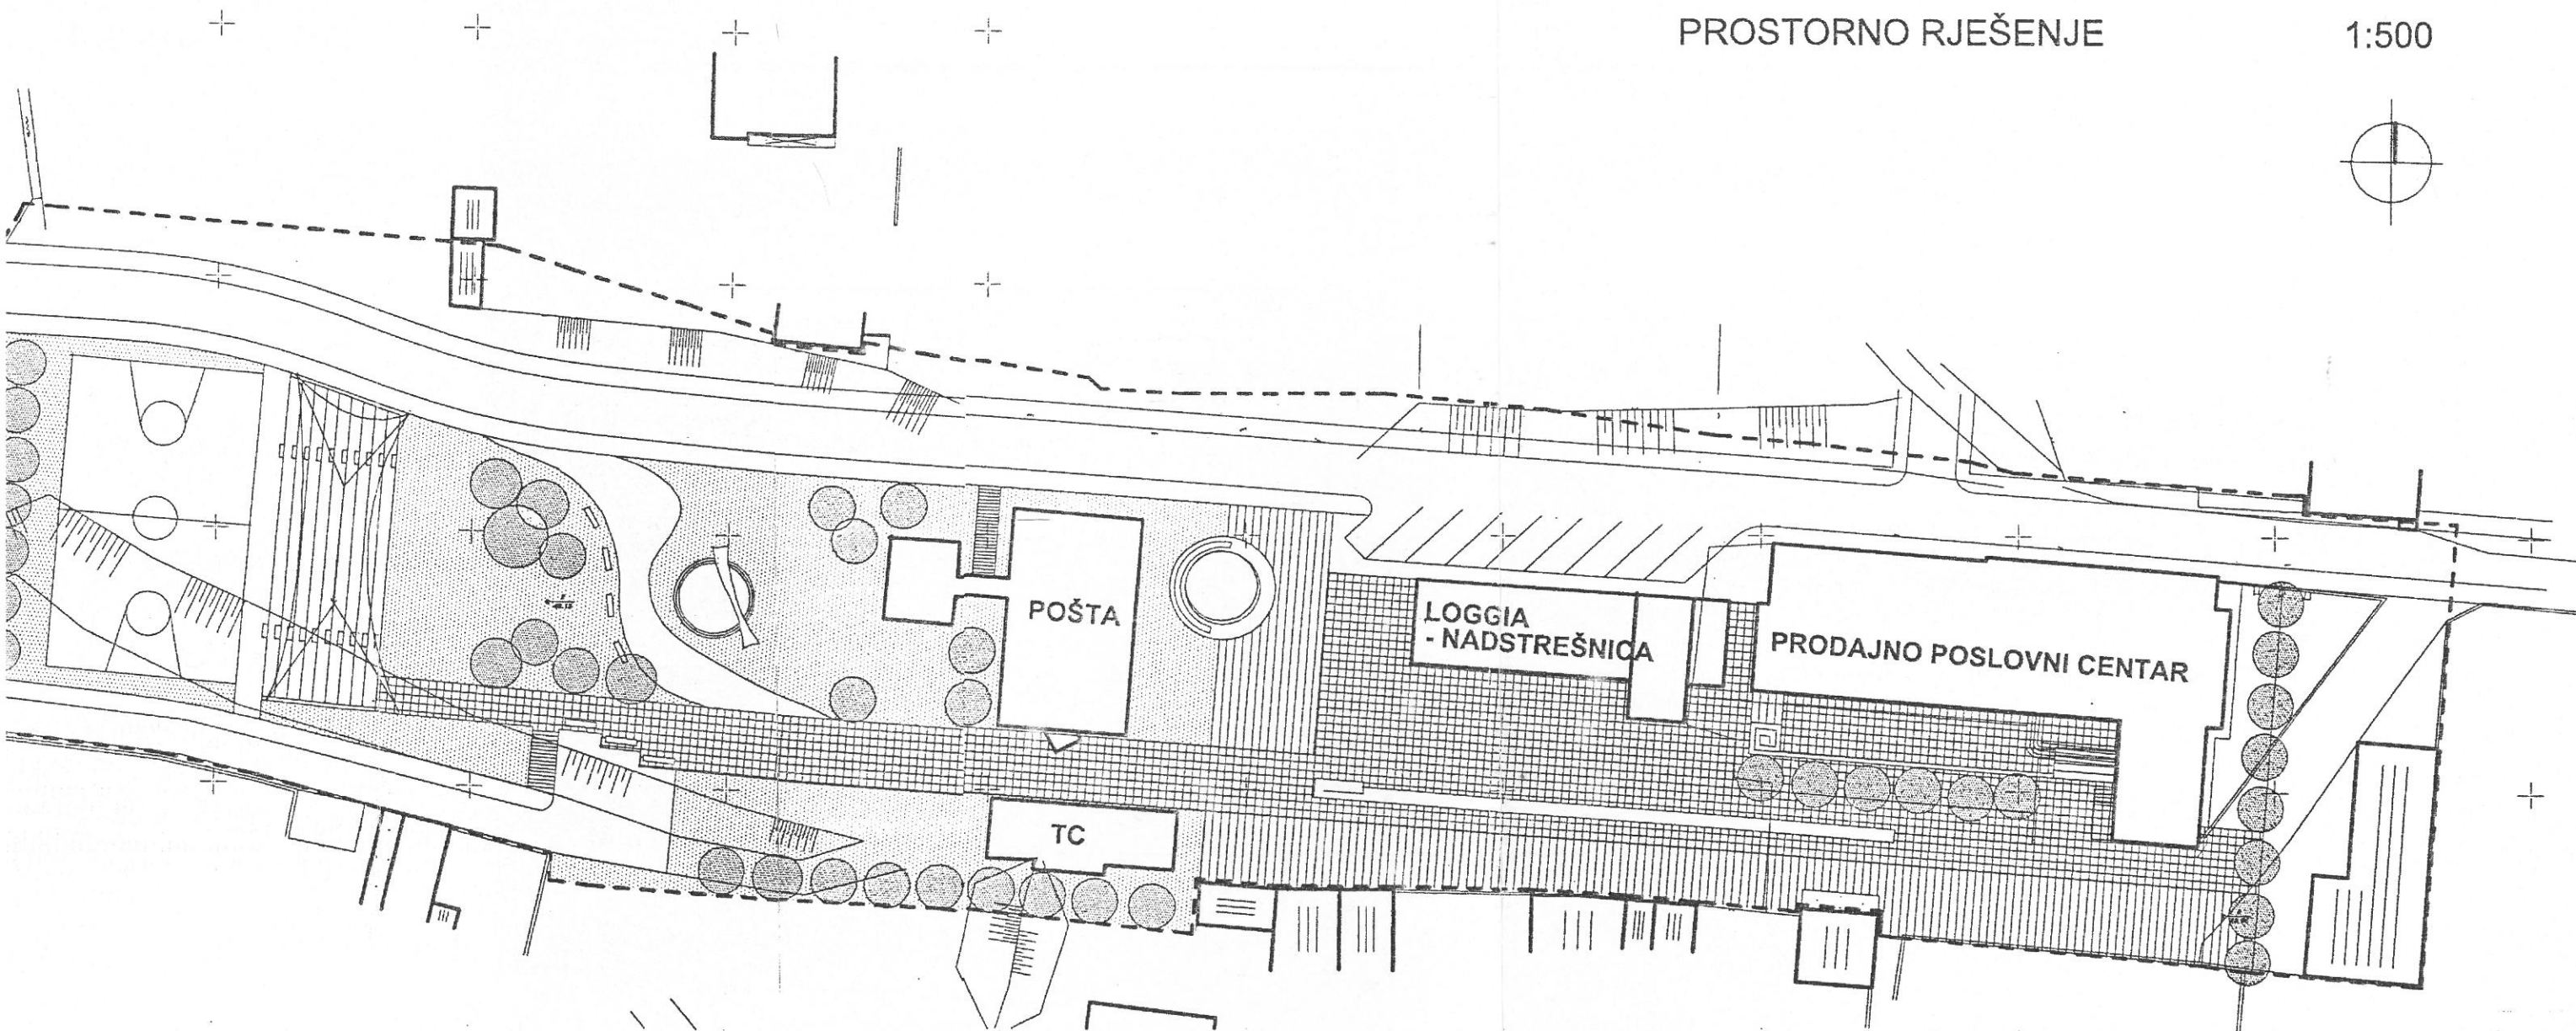 PROSTORNO RJEŠENJE 1:500
POŠTA
LOGGIA
- NADSTREŠNICA
PRODAJNO POSLOVNI CENTAR
TC